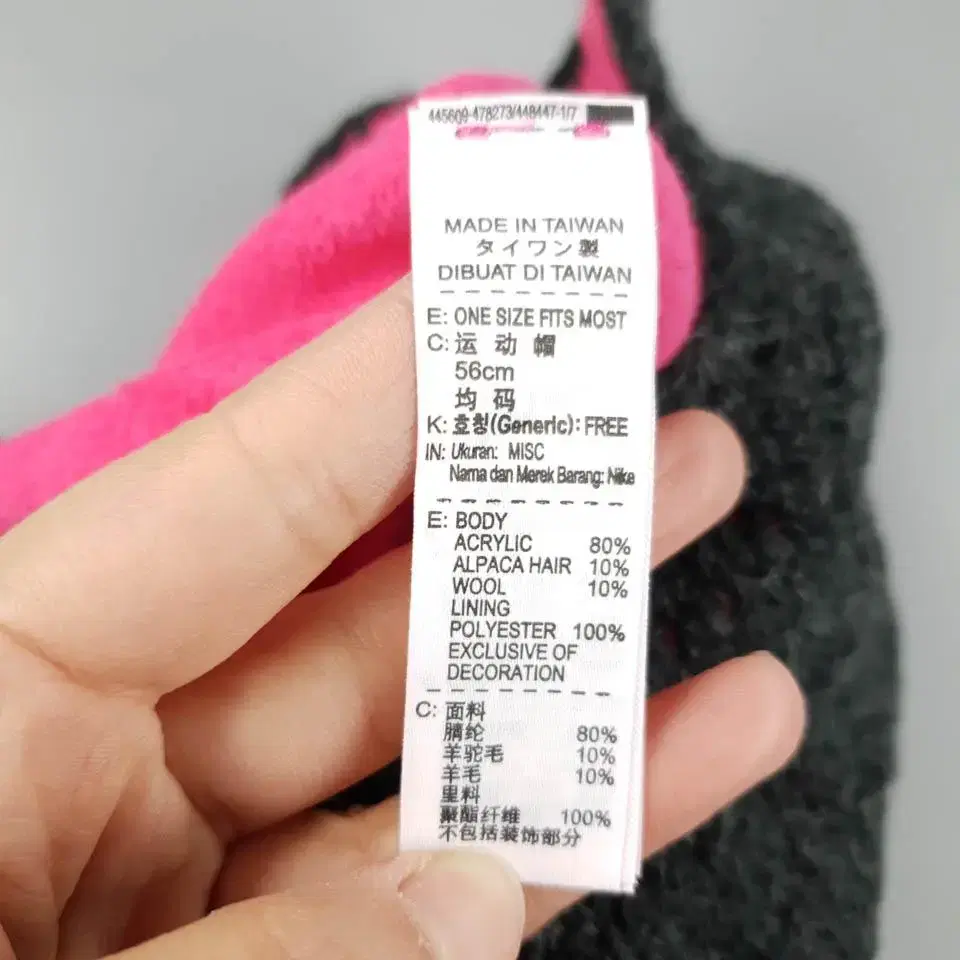 445609-478273/448447-1/7
MADE IN TAIWAN
タイワン製
DIBUAT DI TAIWAN
E: ONE SIZE FITS MOST
C: 运 动 帽
56cm
均 码
K: 호칭(Generic): FREE
IN: Ukuran: MISC
Nama dan Merek Barang: Nike
E: BODY
ACRYLIC 80%
ALPACA HAIR 10%
WOOL 10%
LINING
POLYESTER 100%
EXCLUSIVE OF
DECORATION
C: 面料
腈纶 80%
羊驼毛 10%
羊毛 10%
里料
聚酯纤维 100%
不包括装饰部分